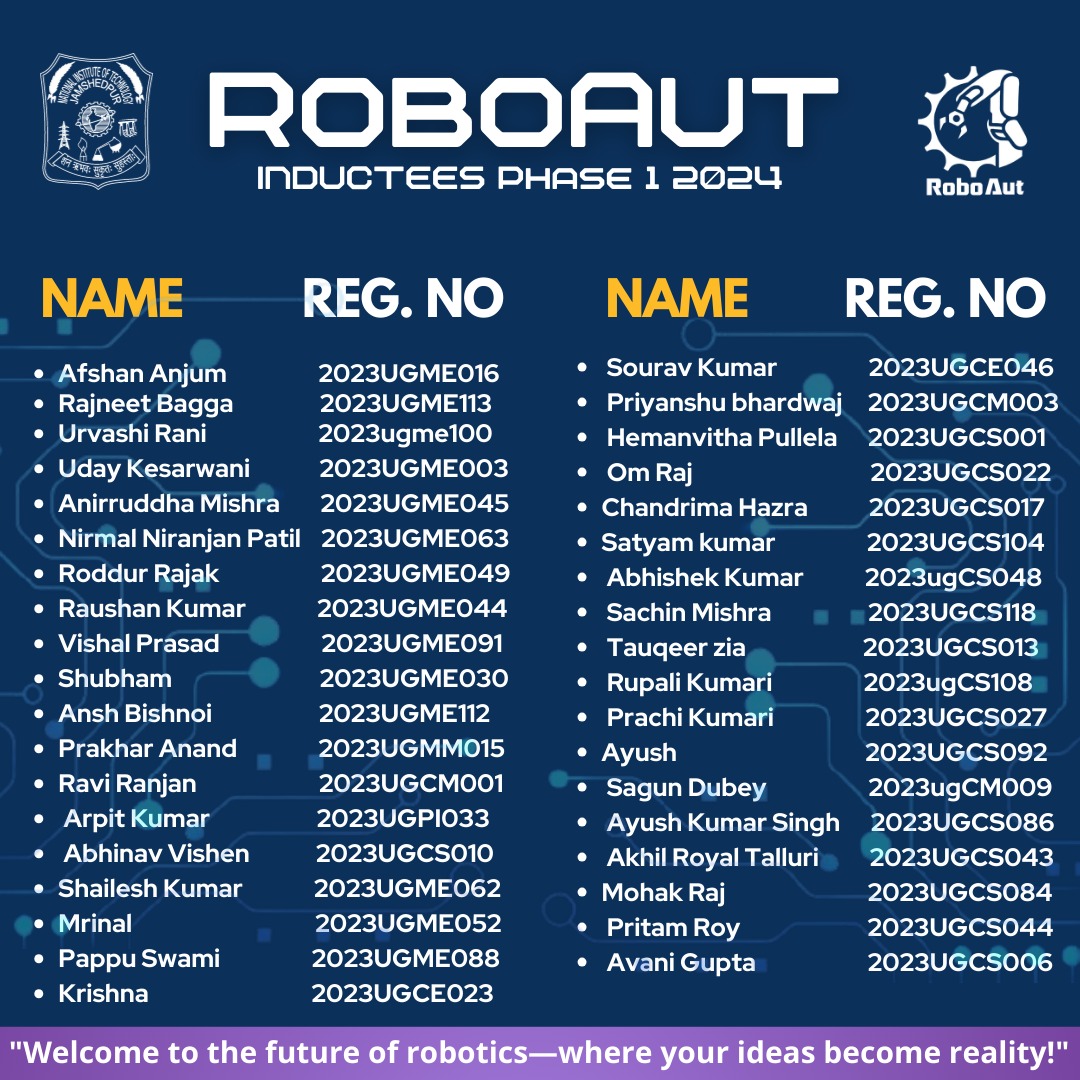 NATIONAL INSTITUTE OF TECHNOLOGY
JAMSHEDPUR
ROBOAUT
INDUCTEES PHASE 1 2024
RoboAut
NAME REG. NO
Afshan Anjum 2023UGME016
Rajneet Bagga 2023UGME113
Urvashi Rani 2023ugme100
Uday Kesarwani 2023UGME003
Anirruddha Mishra 2023UGME045
Nirmal Niranjan Patil 2023UGME063
Roddur Rajak 2023UGME049
Raushan Kumar 2023UGME044
Vishal Prasad 2023UGME091
Shubham 2023UGME030
Ansh Bishnoi 2023UGME112
Prakhar Anand 2023UGMM015
Ravi Ranjan 2023UGCM001
Arpit Kumar 2023UGPI033
Abhinav Vishen 2023UGCS010
Shailesh Kumar 2023UGME062
Mrinal 2023UGME052
Pappu Swami 2023UGME088
Krishna 2023UGCE023
NAME REG. NO
Sourav Kumar 2023UGCE046
Priyanshu bhardwaj 2023UGCM003
Hemanvitha Pullela 2023UGCS001
Om Raj 2023UGCS022
Chandrima Hazra 2023UGCS017
Satyam kumar 2023UGCS104
Abhishek Kumar 2023ugCS048
Sachin Mishra 2023UGCS118
Tauqeer zia 2023UGCS013
Rupali Kumari 2023ugCS108
Prachi Kumari 2023UGCS027
Ayush 2023UGCS092
Sagun Dubey 2023ugCM009
Ayush Kumar Singh 2023UGCS086
Akhil Royal Talluri 2023UGCS043
Mohak Raj 2023UGCS084
Pritam Roy 2023UGCS044
Avani Gupta 2023UGCS006
"Welcome to the future of robotics—where your ideas become reality!"